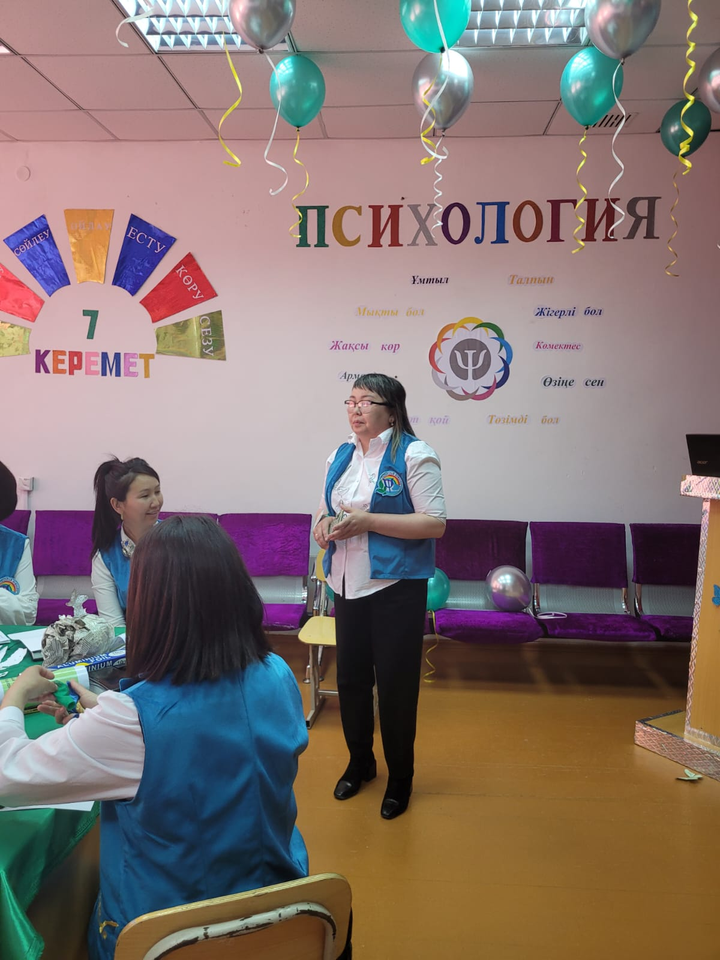 ПСИХОЛОГИЯ
СӨЙЛЕУ
ЕСТУ
КӨРУ
СЕЗУ
7
КЕРЕМЕТ
Ұмтыл
Талпын
Мықты бол
Жігерлі бол
Жақсы көр
Көмектес
Өзіңе сен
қой
Төзімді бол
Ψ